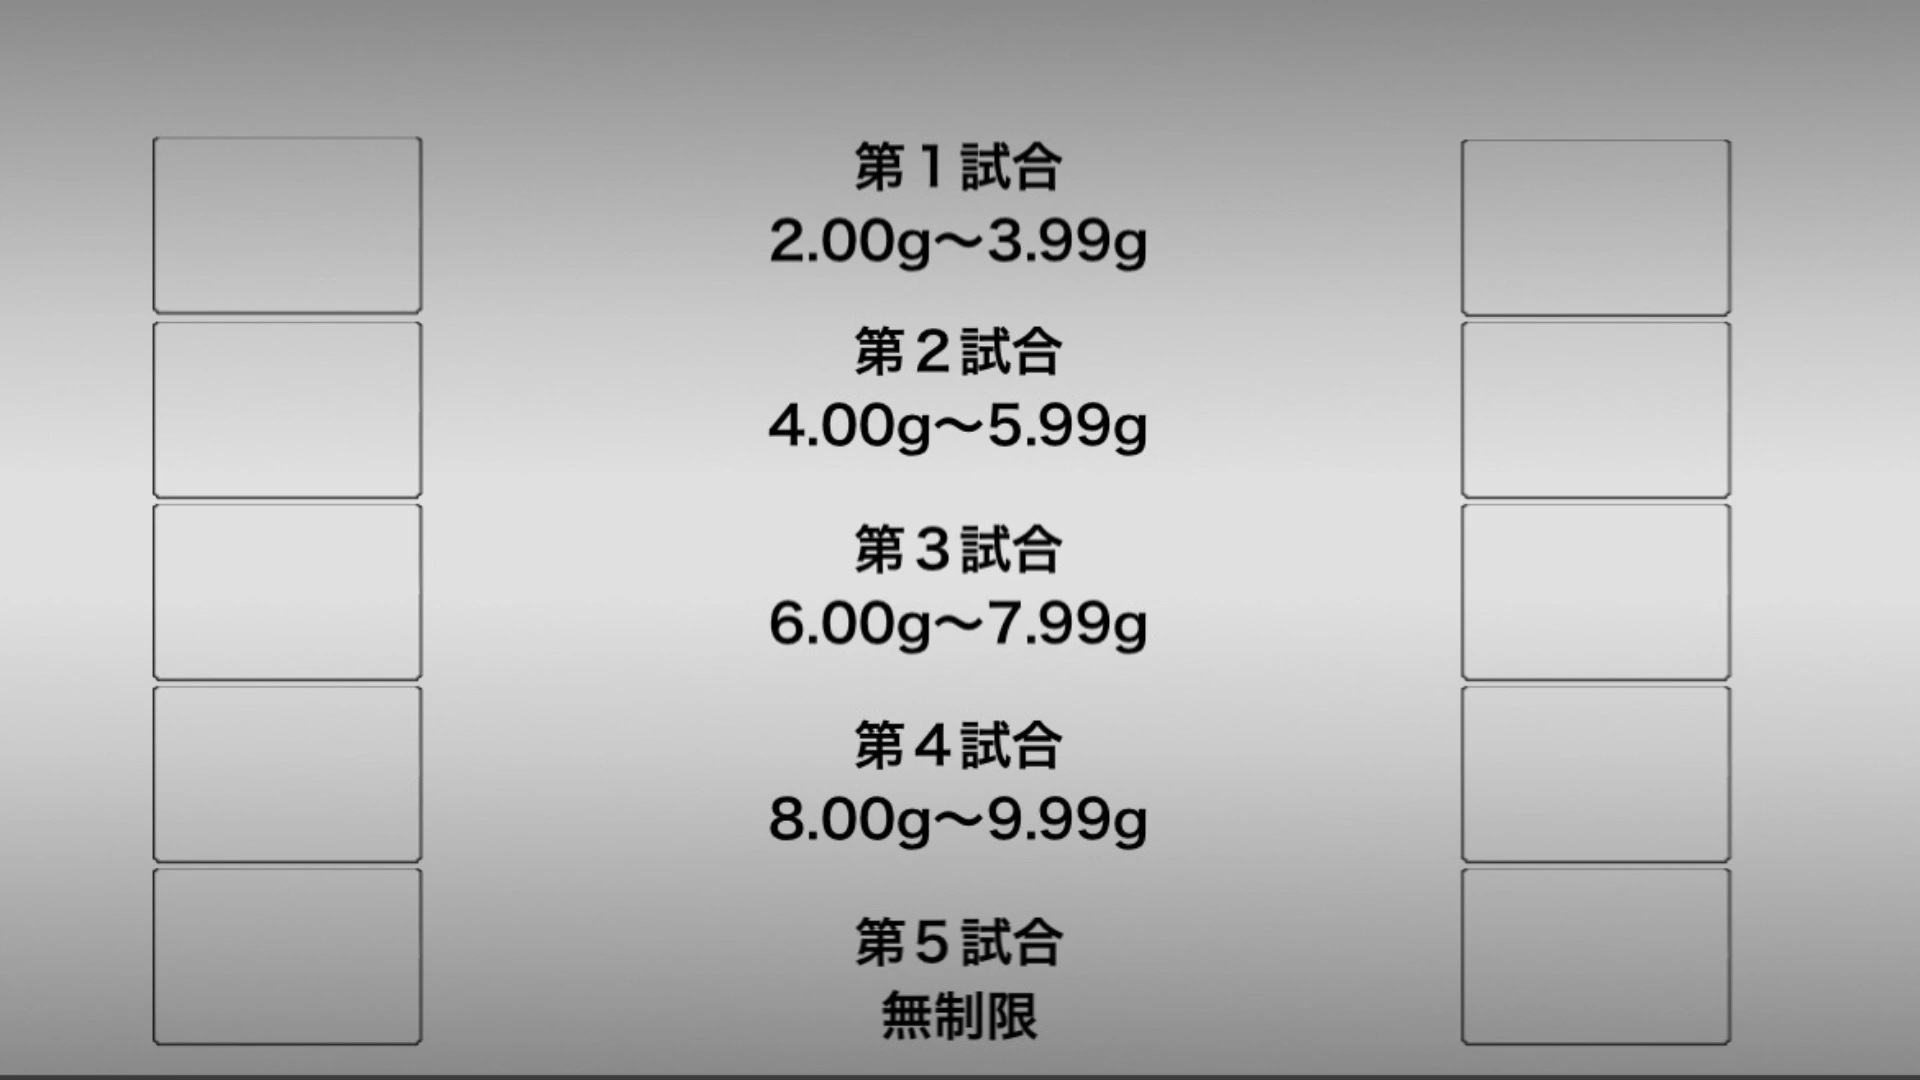 第１試合
2.00g〜3.99g
第２試合
4.00g〜5.99g
第３試合
6.00g〜7.99g
第４試合
8.00g〜9.99g
第５試合
無制限